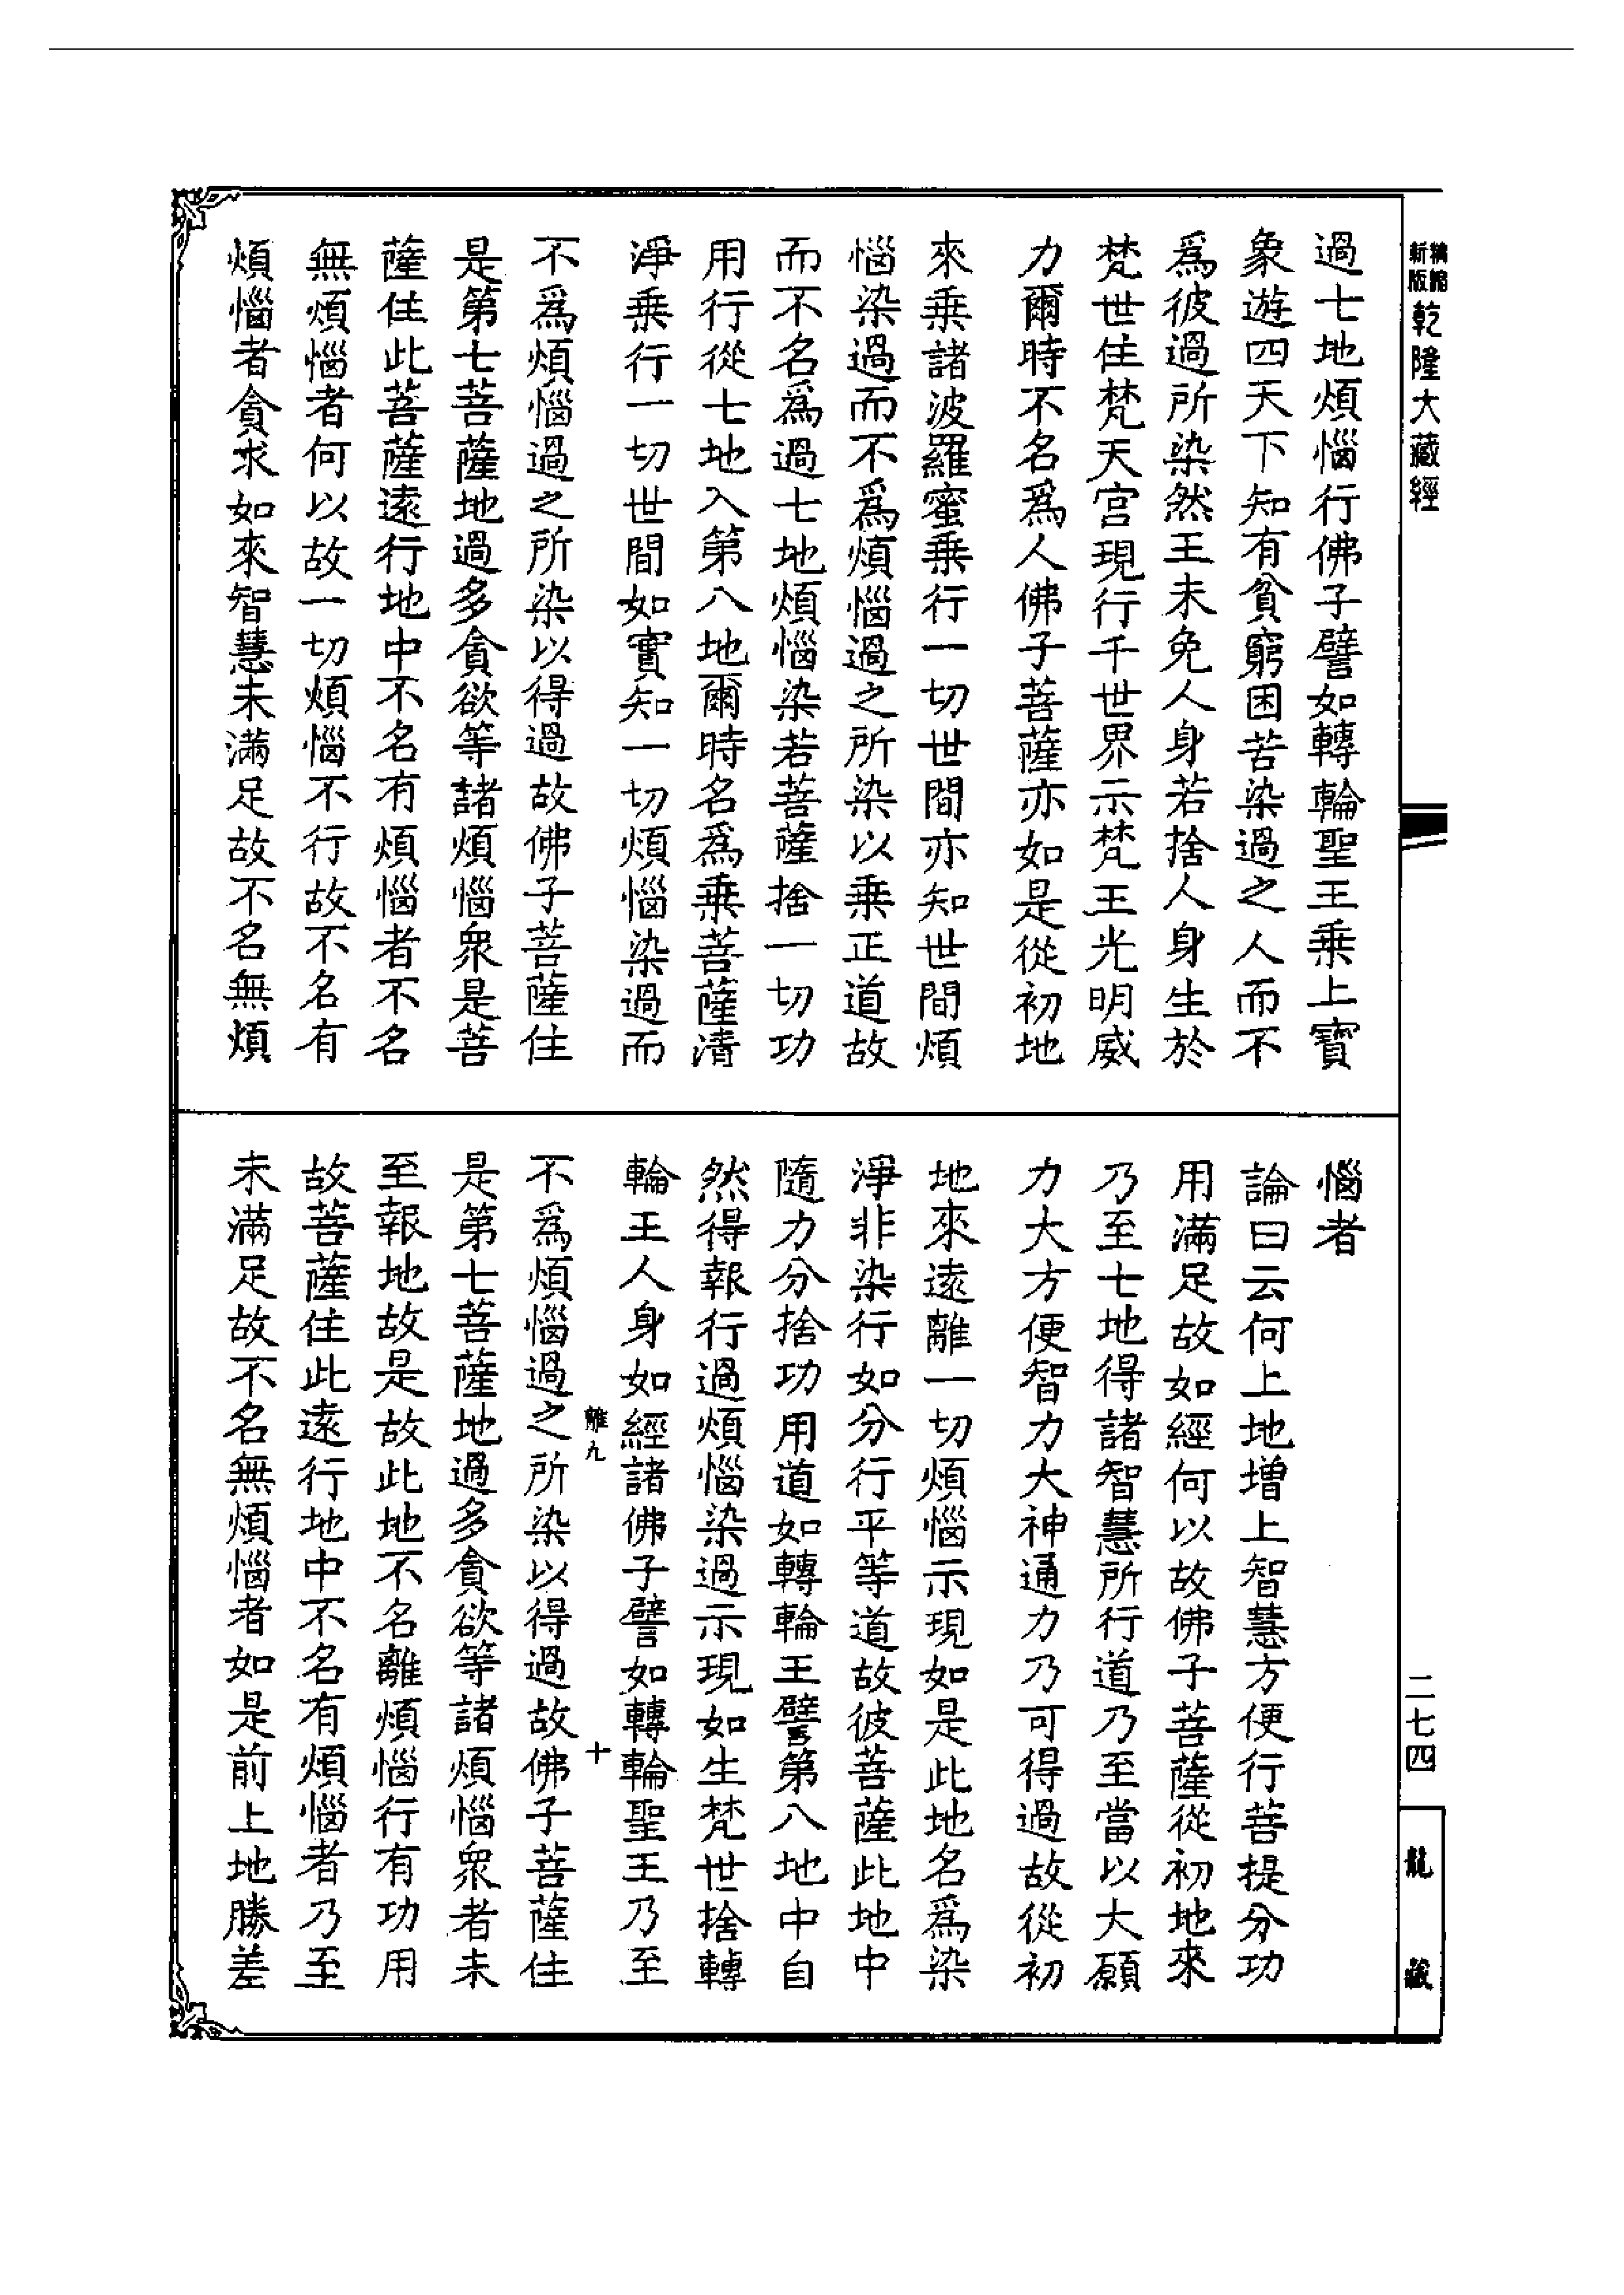 精縮
新版
乾隆大藏經
二七四
龍藏
過七地煩惱行佛子譬如轉輪聖王乘上寶
象遊四天下知有貧窮困苦染過之人而不
爲彼過所染然王未免人身若捨人身生於
梵世住梵天宮現行千世界示梵王光明威
力爾時不名爲人佛子菩薩亦如是從初地
來乘諸波羅蜜乘行一切世間亦知世間煩
惱染過而不爲煩惱過之所染以乘正道故
而不名爲過七地煩惱染若菩薩捨一切功
用行從七地入第八地爾時名爲乘菩薩清
淨乘行一切世間如實知一切煩惱染過而
不爲煩惱過之所染以得過故佛子菩薩住
是第七菩薩地過多貪欲等諸煩惱衆是菩
薩住此菩薩遠行地中不名有煩惱者不名
無煩惱者何以故一切煩惱不行故不名有
煩惱者貪求如來智慧未滿足故不名無煩
惱者
論曰云何上地增上智慧方便行菩提分功
用滿足故如經何以故佛子菩薩從初地來
乃至七地得諸智慧所行道乃至當以大願
力大方便智力大神通力乃可得過故從初
地來遠離一切煩惱示現如是此地名爲染
淨非染行如分行平等道故彼菩薩此地中
隨力分捨功用道如轉輪王譬第八地中自
然得報行過煩惱染過示現如生梵世捨轉
輪王人身如經諸佛子譬如轉輪聖王乃至
離九
十
不爲煩惱過之所染以得過故佛子菩薩住
是第七菩薩地過多貪欲等諸煩惱衆者未
至報地故是故此地不名離煩惱行有功用
故菩薩住此遠行地中不名有煩惱者乃至
未滿足故不名無煩惱者如是前上地勝差